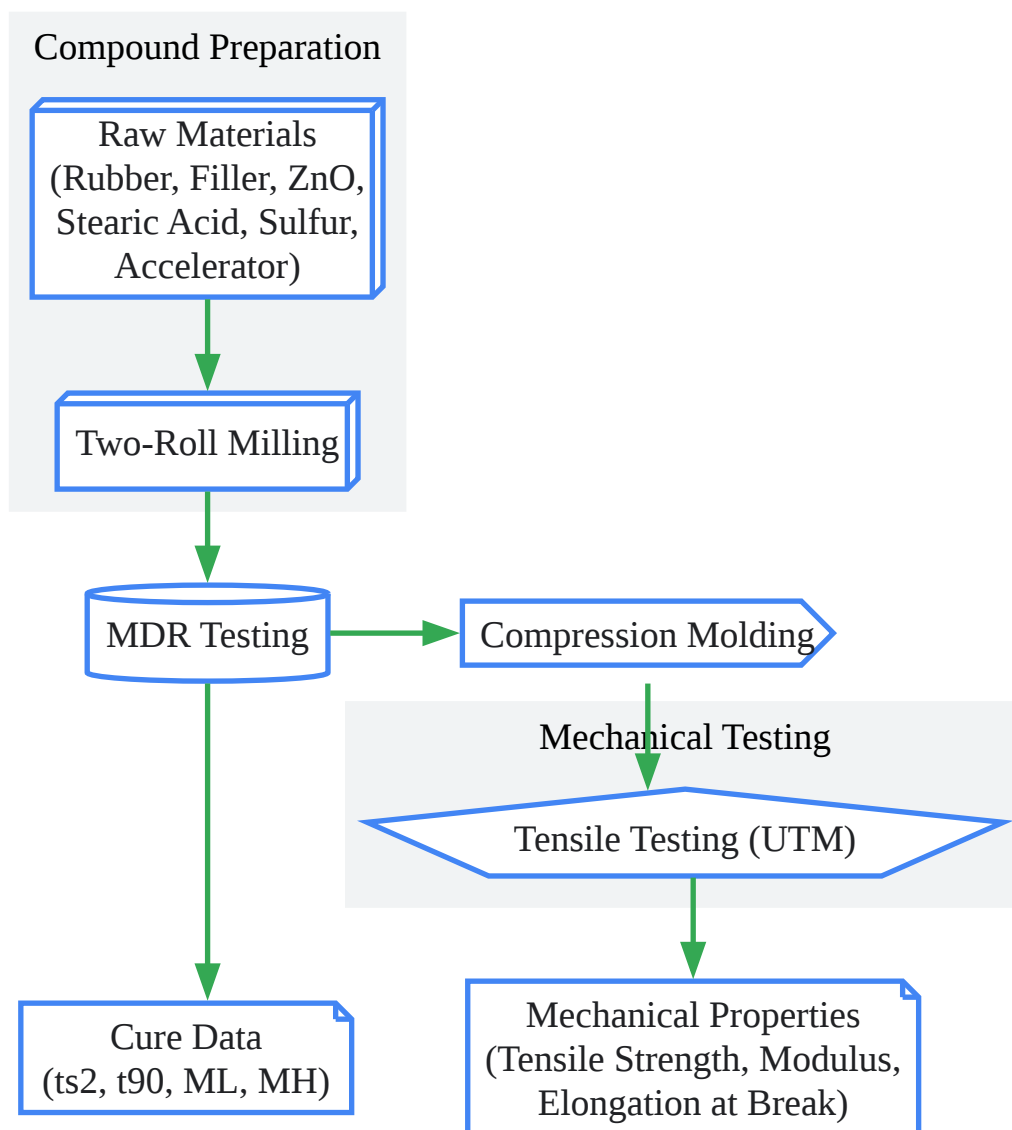 Compound Preparation
Raw Materials
(Rubber, Filler, ZnO,
Stearic Acid, Sulfur,
Accelerator)
Two-Roll Milling
MDR Testing
Compression Molding
Mechanical Testing
Tensile Testing (UTM)
Cure Data
(ts2, t90, ML, MH)
Mechanical Properties
(Tensile Strength, Modulus,
Elongation at Break)